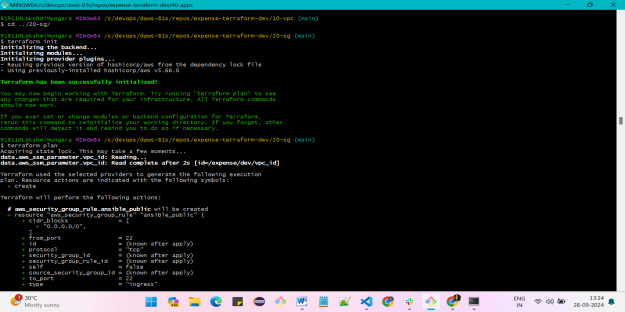 MINGW64:/c/devops/daws-81s/repos/expense-terraform-dev/40-apps
MINGW64 /c/devops/daws-81s/repos/expense-terraform-dev/10-vpc (main)
$ cd ../20-sg/
MINGW64 /c/devops/daws-81s/repos/expense-terraform-dev/20-sg (main)
$ terraform init
Initializing the backend...
Initializing modules...
Initializing provider plugins...
- Reusing previous version of hashicorp/aws from the dependency lock file
- Using previously-installed hashicorp/aws v5.66.0
Terraform has been successfully initialized!
You may now begin working with Terraform. Try running "terraform plan" to see
any changes that are required for your infrastructure. All Terraform commands
should now work.
If you ever set or change modules or backend configuration for Terraform,
rerun this command to reinitialize your working directory. If you forget, other
commands will detect it and remind you to do so if necessary.
MINGW64 /c/devops/daws-81s/repos/expense-terraform-dev/20-sg (main)
$ terraform plan
Acquiring state lock. This may take a few moments...
data.aws_ssm_parameter.vpc_id: Reading...
data.aws_ssm_parameter.vpc_id: Read complete after 2s [id=/expense/dev/vpc_id]
Terraform used the selected providers to generate the following execution
plan. Resource actions are indicated with the following symbols:
+ create
Terraform will perform the following actions:
# aws_security_group_rule.ansible_public will be created
+ resource "aws_security_group_rule" "ansible_public" {
+ cidr_blocks = [
+ "0.0.0.0/0",
]
+ from_port = 22
+ id = (known after apply)
+ protocol = "tcp"
+ security_group_id = (known after apply)
+ security_group_rule_id = (known after apply)
+ self = false
+ source_security_group_id = (known after apply)
+ to_port = 22
+ type = "ingress"
30°C
Mostly sunny
ENG
IN
13:24
28-09-2024